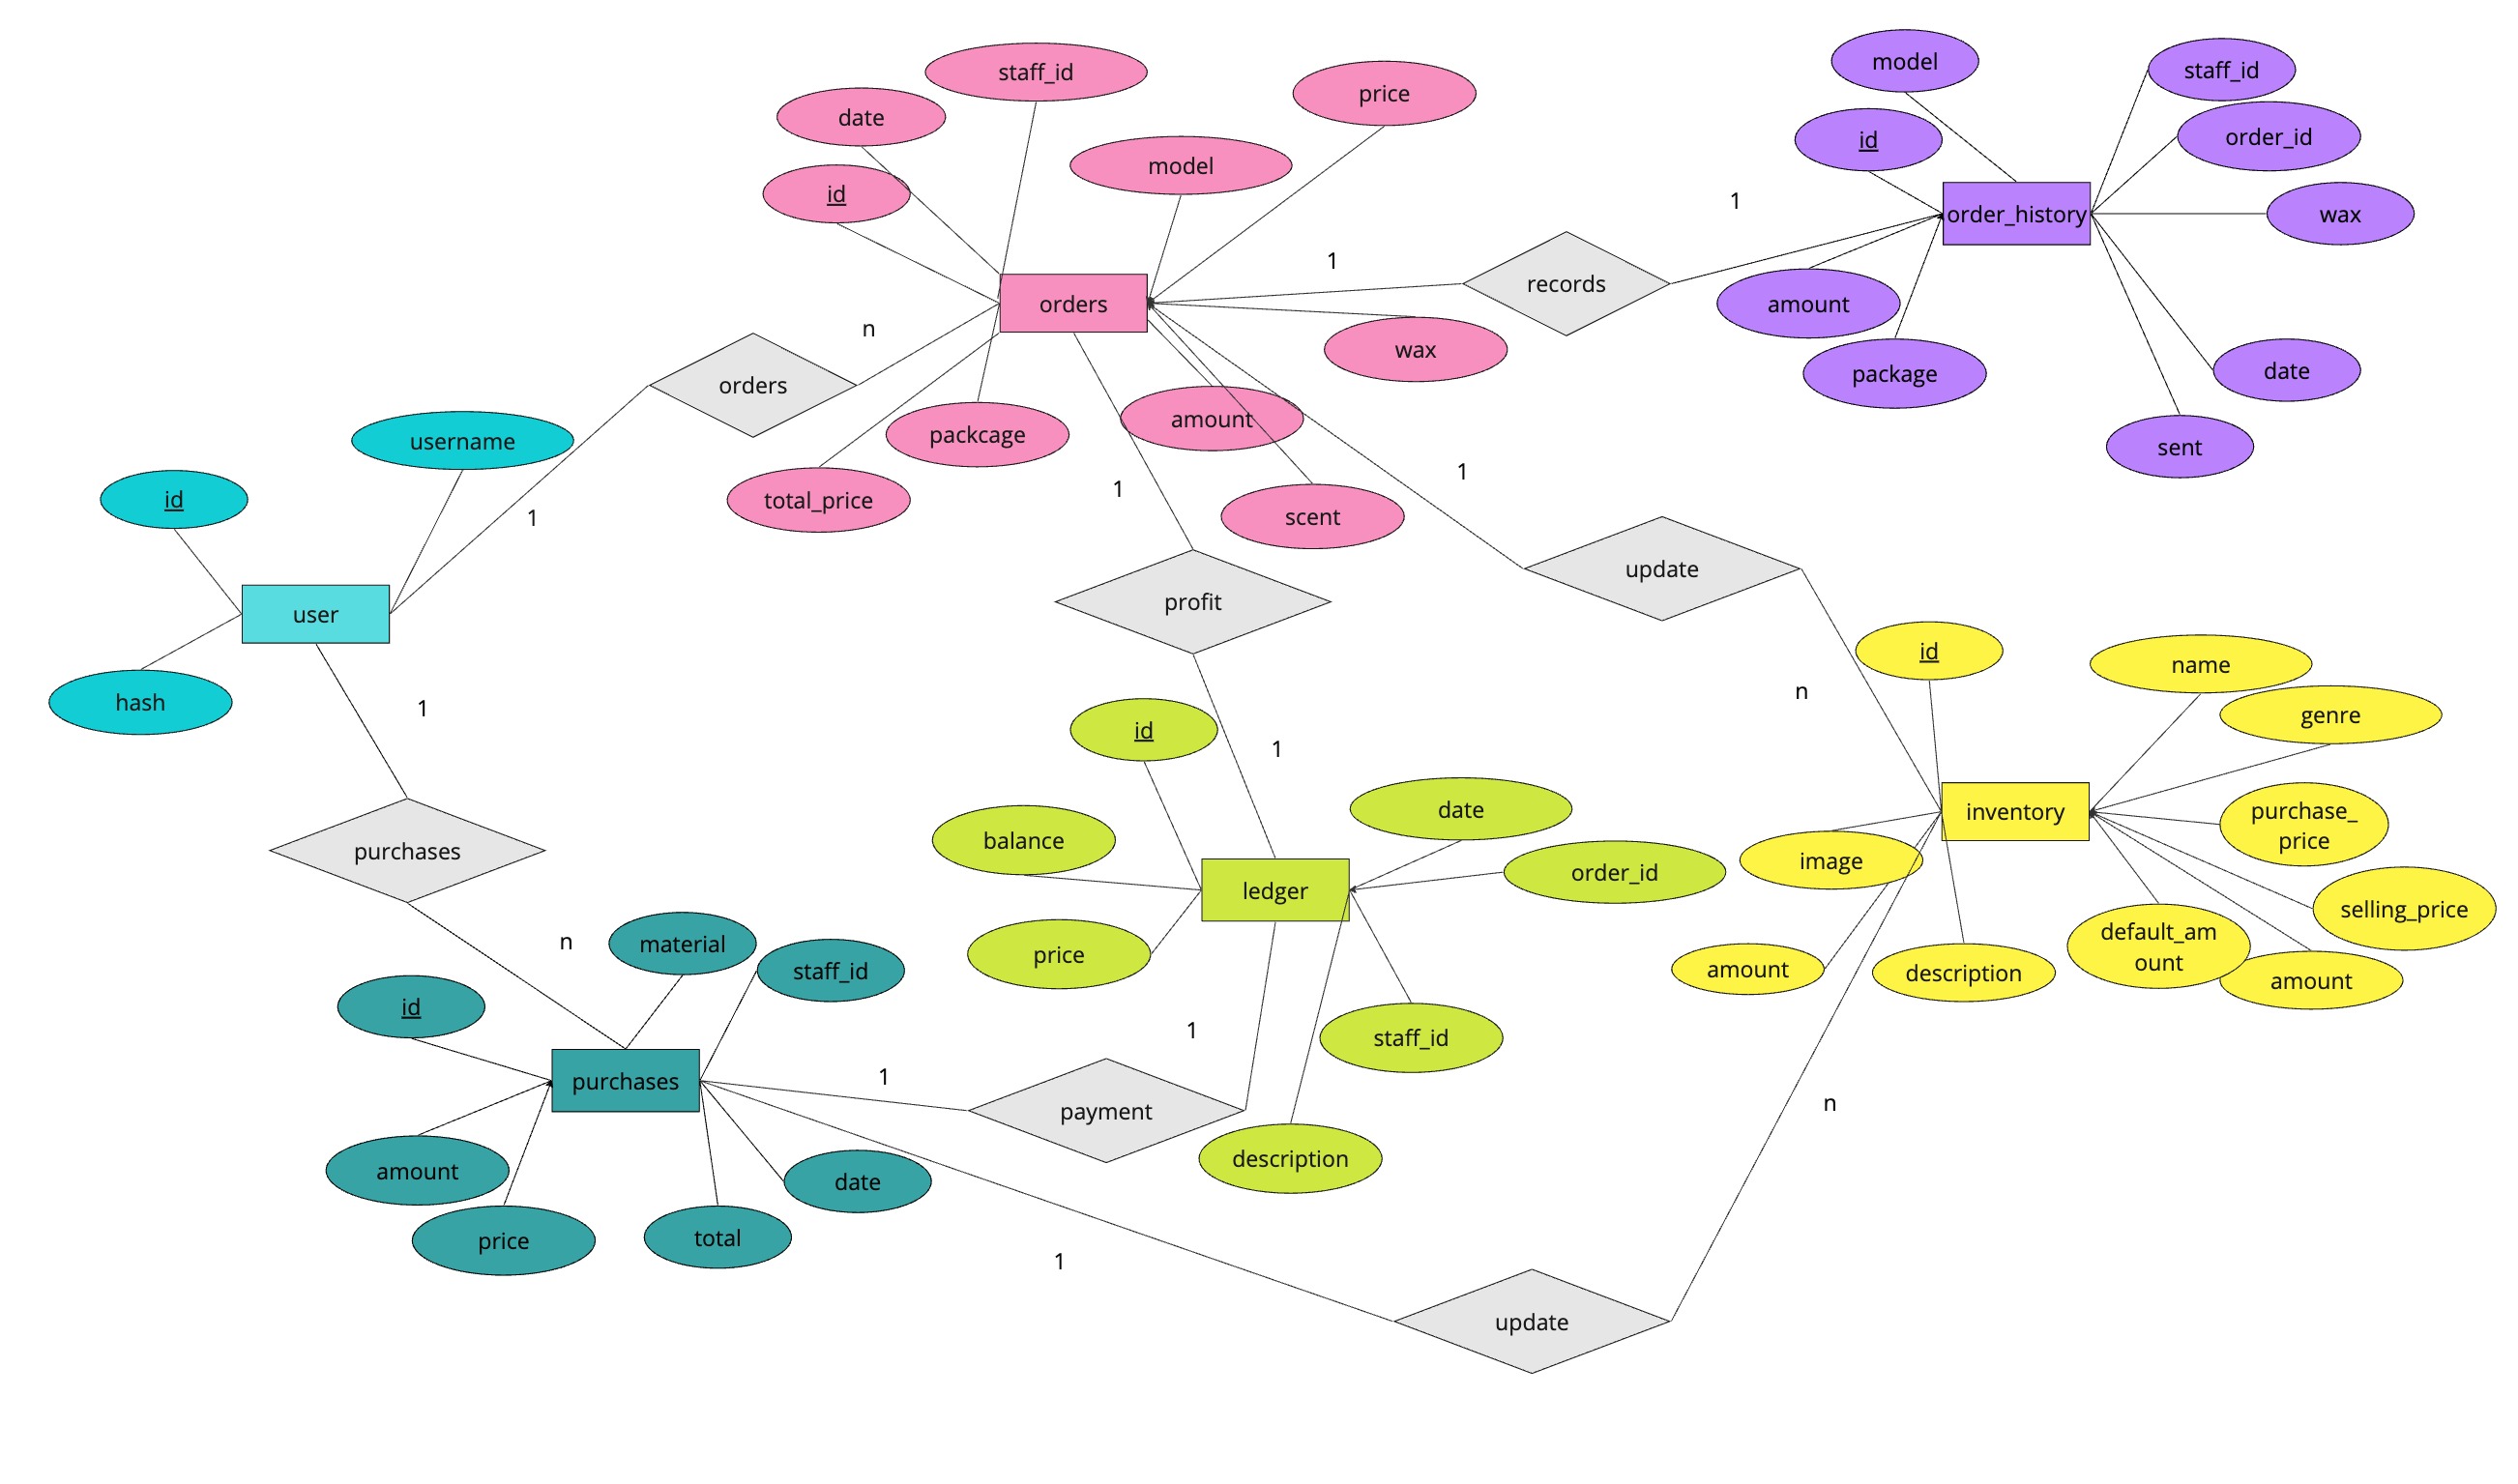 staff_id
date
price
model
id
orders
wax
amount
packcage
total_price
scent
model
staff_id
id
order_id
order_history
wax
amount
package
date
sent
1
records
1
n
orders
1
username
id
user
hash
1
purchases
n
material
staff_id
id
purchases
amount
price
total
date
1
profit
1
id
balance
price
ledger
date
order_id
staff_id
description
1
payment
1
1
update
n
id
name
genre
inventory
purchase_
price
selling_price
image
amount
description
default_am
ount
amount
n
1
update